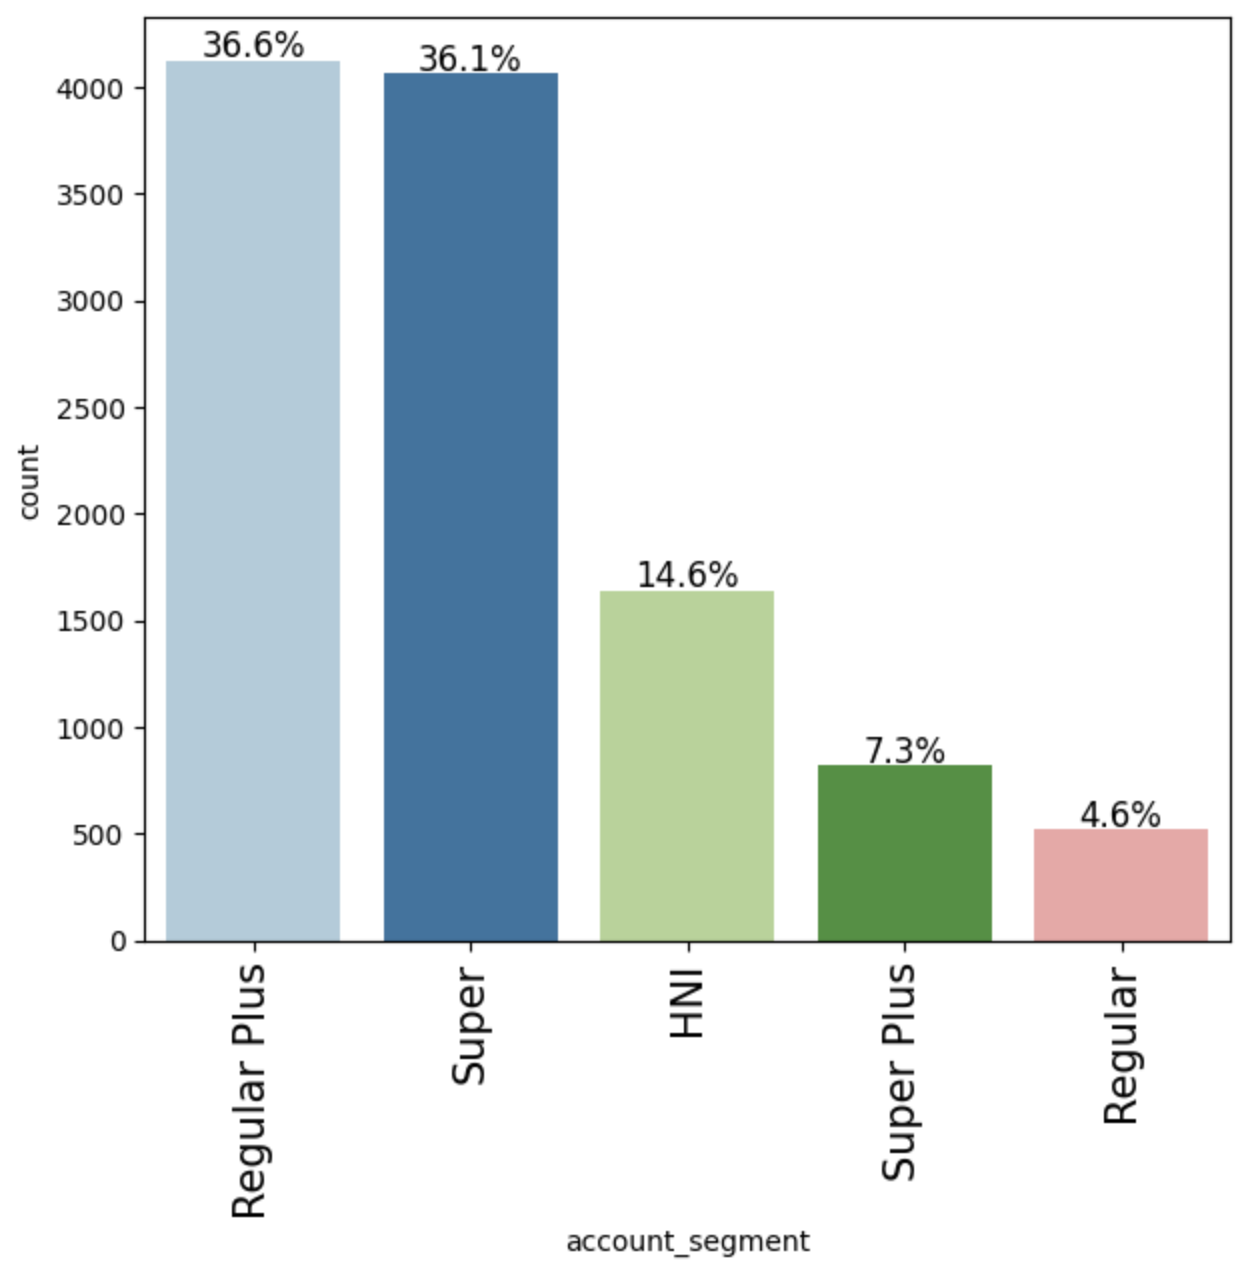 36.6%
36.1%
14.6%
7.3%
4.6%
4000
3500
3000
2500
2000
1500
1000
500
0
count
Regular Plus
Super
HNI
Super Plus
Regular
account_segment